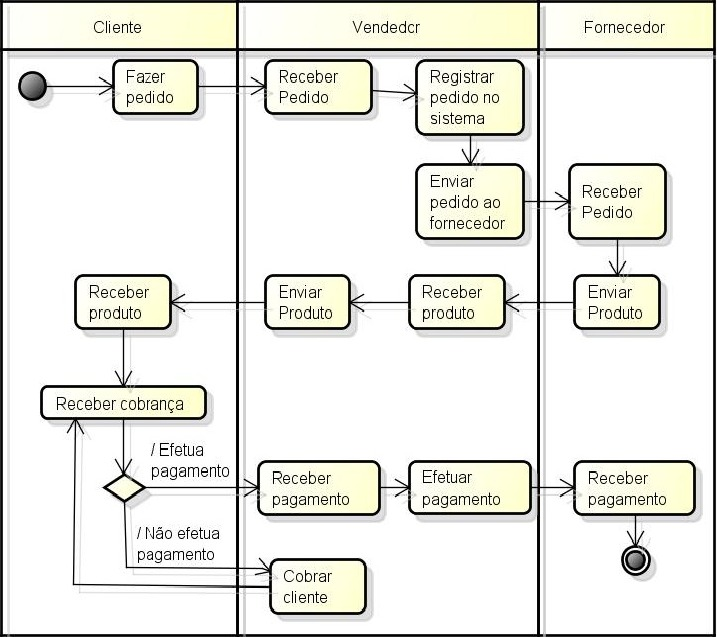 Cliente
Vendedor
Fornecedor
Fazer
pedido
Receber
Pedido
Registrar
pedido no
sistema
Enviar
pedido ao
fornecedor
Receber
Pedido
Receber
produto
Enviar
Produto
Receber
produto
Enviar
Produto
Receber cobrança
/ Efetua
pagamento
Receber
pagamento
Efetuar
pagamento
Receber
pagamento
/ Não efetua
pagamento
Cobrar
cliente